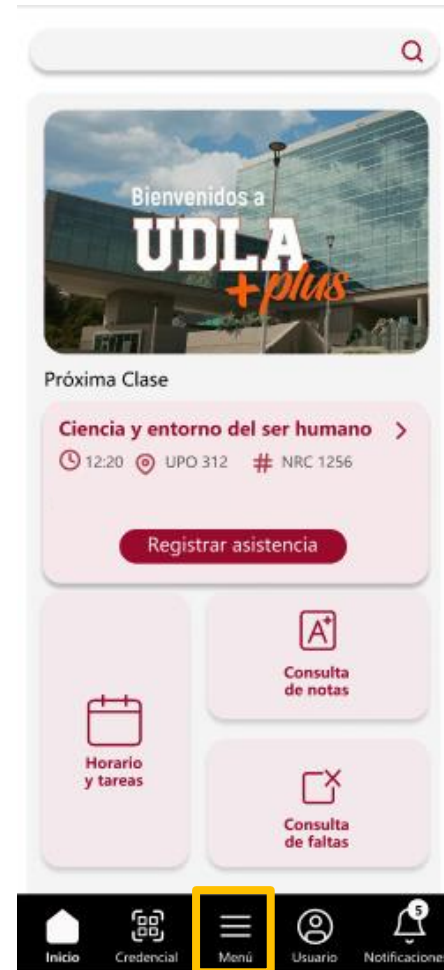 Bienvenidos a
UDLA
+plus
Próxima Clase
Ciencia y entorno del ser humano
12:20 UPO 312 # NRC 1256
Registrar asistencia
Horario
y tareas
A+
Consulta
de notas
Consulta
de faltas
5
Inicio Credencial Menú Usuario Notificacione